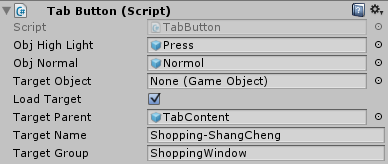 Tab Button (Script)
Script TabButton
Obj High Light Press
Obj Normal Normol
Target Object None (Game Object)
Load Target
Target Parent TabContent
Target Name Shopping-ShangCheng
Target Group ShoppingWindow